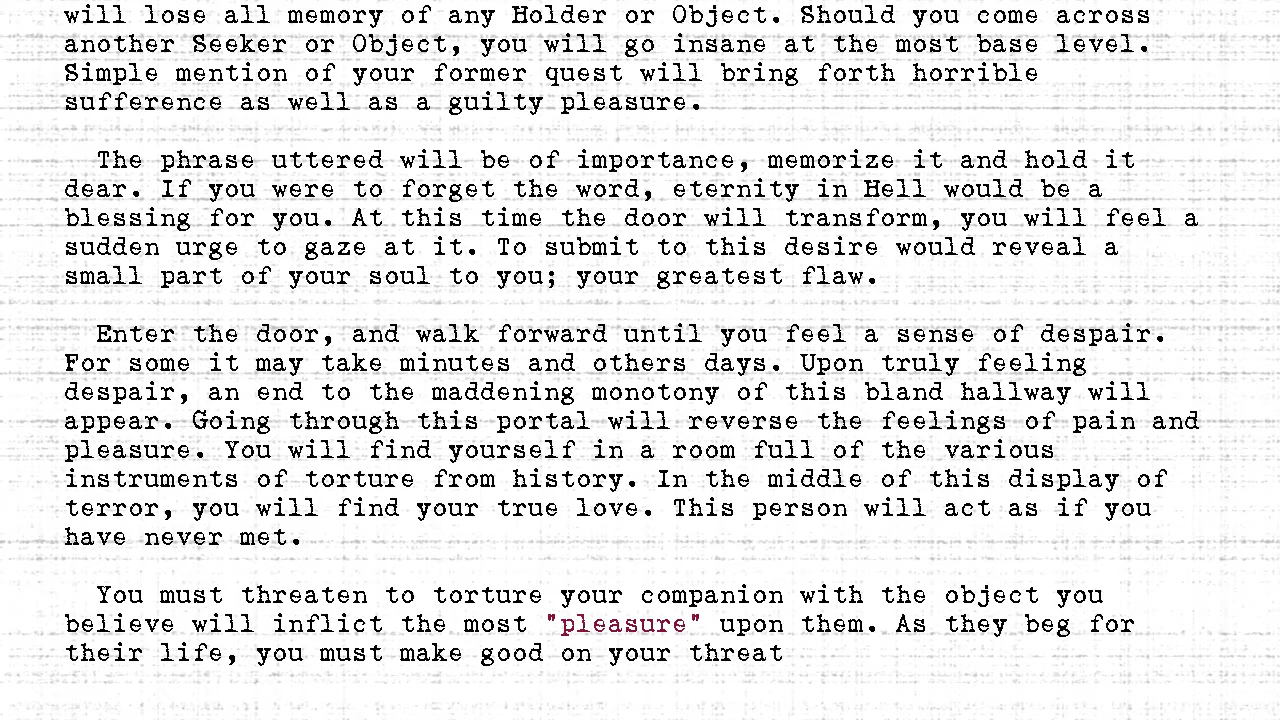 will lose all memory of any Holder or Object. Should you come across
another Seeker or Object, you will go insane at the most base level.
Simple mention of your former quest will bring forth horrible
sufference as well as a guilty pleasure.
The phrase uttered will be of importance, memorize it and hold it
dear. If you were to forget the word, eternity in Hell would be a
blessing for you. At this time the door will transform, you will feel a
sudden urge to gaze at it. To submit to this desire would reveal a
small part of your soul to you; your greatest flaw.
Enter the door, and walk forward until you feel a sense of despair.
For some it may take minutes and others days. Upon truly feeling
despair, an end to the maddening monotony of this bland hallway will
appear. Going through this portal will reverse the feelings of pain and
pleasure. You will find yourself in a room full of the various
instruments of torture from history. In the middle of this display of
terror, you will find your true love. This person will act as if you
have never met.
You must threaten to torture your companion with the object you
believe will inflict the most "pleasure" upon them. As they beg for
their life, you must make good on your threat